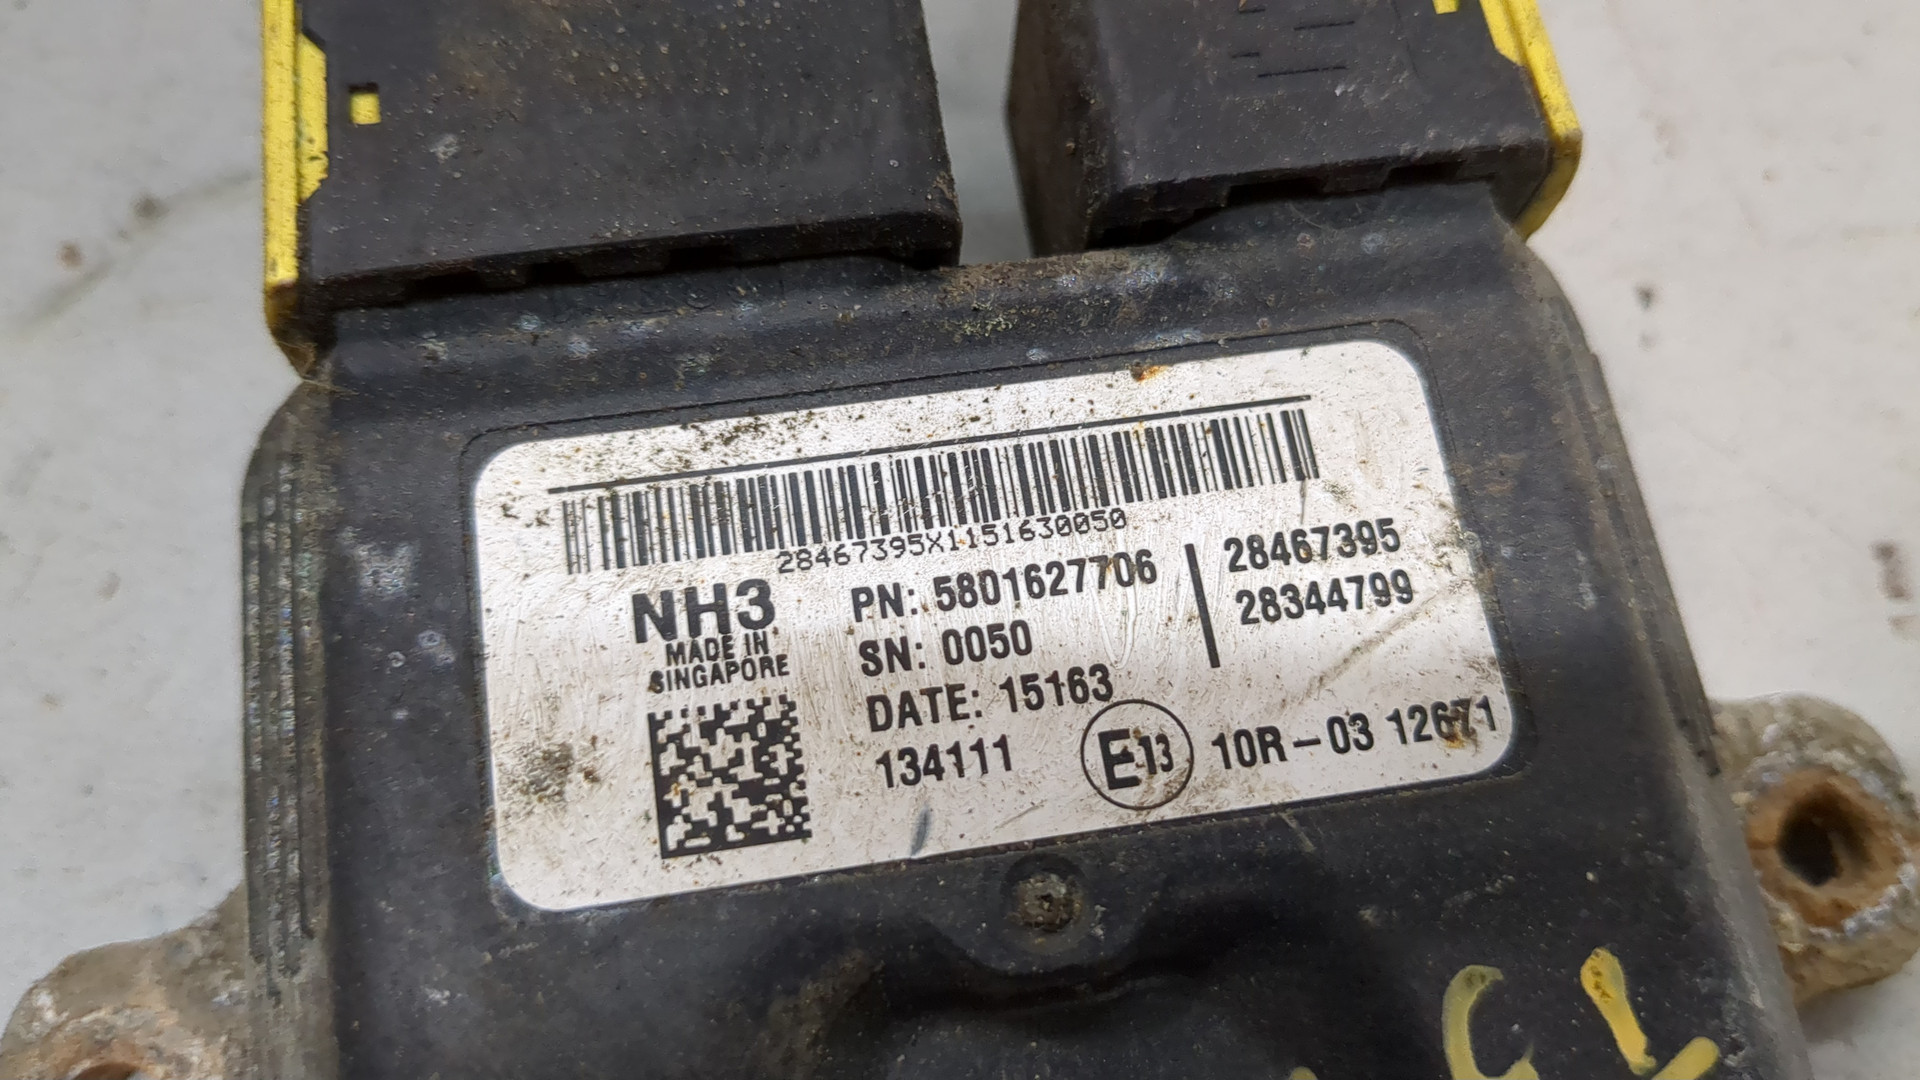 28467395X1151630050
NH3
MADE IN
SINGAPORE
PN: 5801627706
SN: 0050
DATE: 15163
134111
28467395
28344799
E13
10R-03 12671